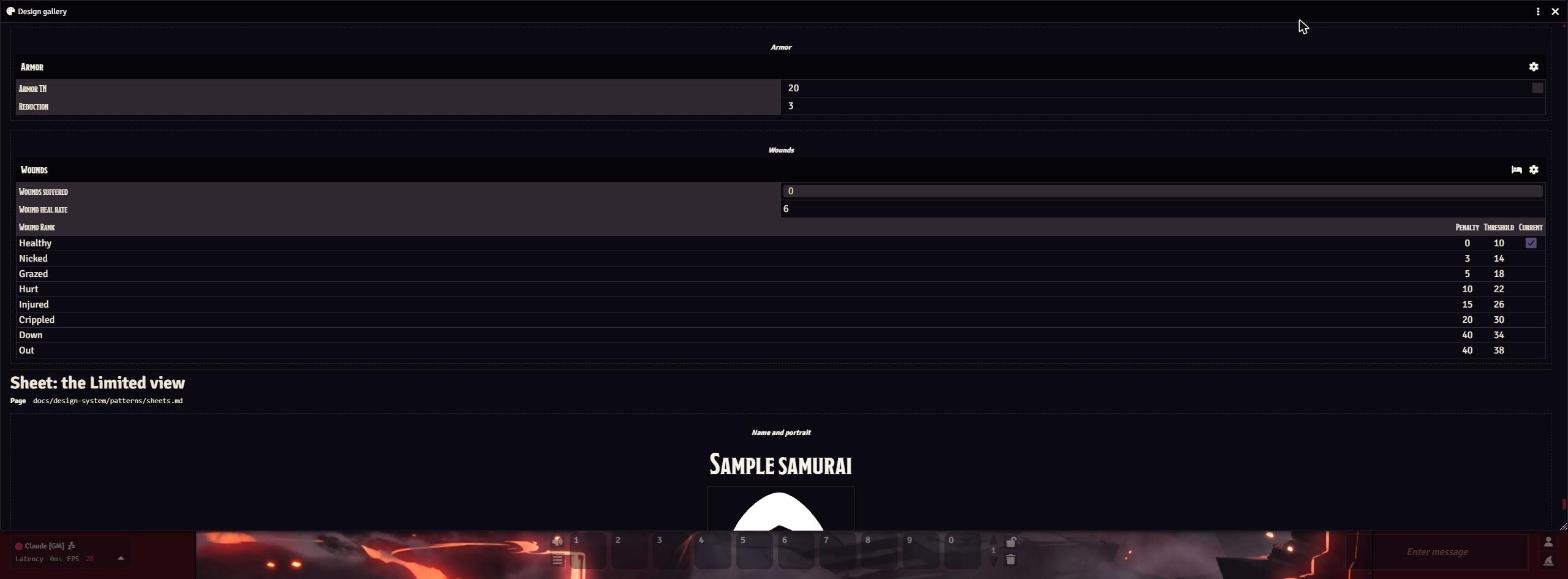 Design gallery
Armor
Armor
Armor TN 20
Reduction 3
Wounds
Wounds
Wounds suffered 0
Wound heal rate 6
Wound Rank Penalty Threshold Current
Healthy 0 10
Nicked 3 14
Grazed 5 18
Hurt 10 22
Injured 15 26
Crippled 20 30
Down 40 34
Out 40 38
Sheet: the Limited view
Page docs/design-system/patterns/sheets.md
Name and portrait
Sample samurai
Claude [GM]
Latency 0ms FPS 28
1 2 3 4 5 6 7 8 9 0
1
Enter message